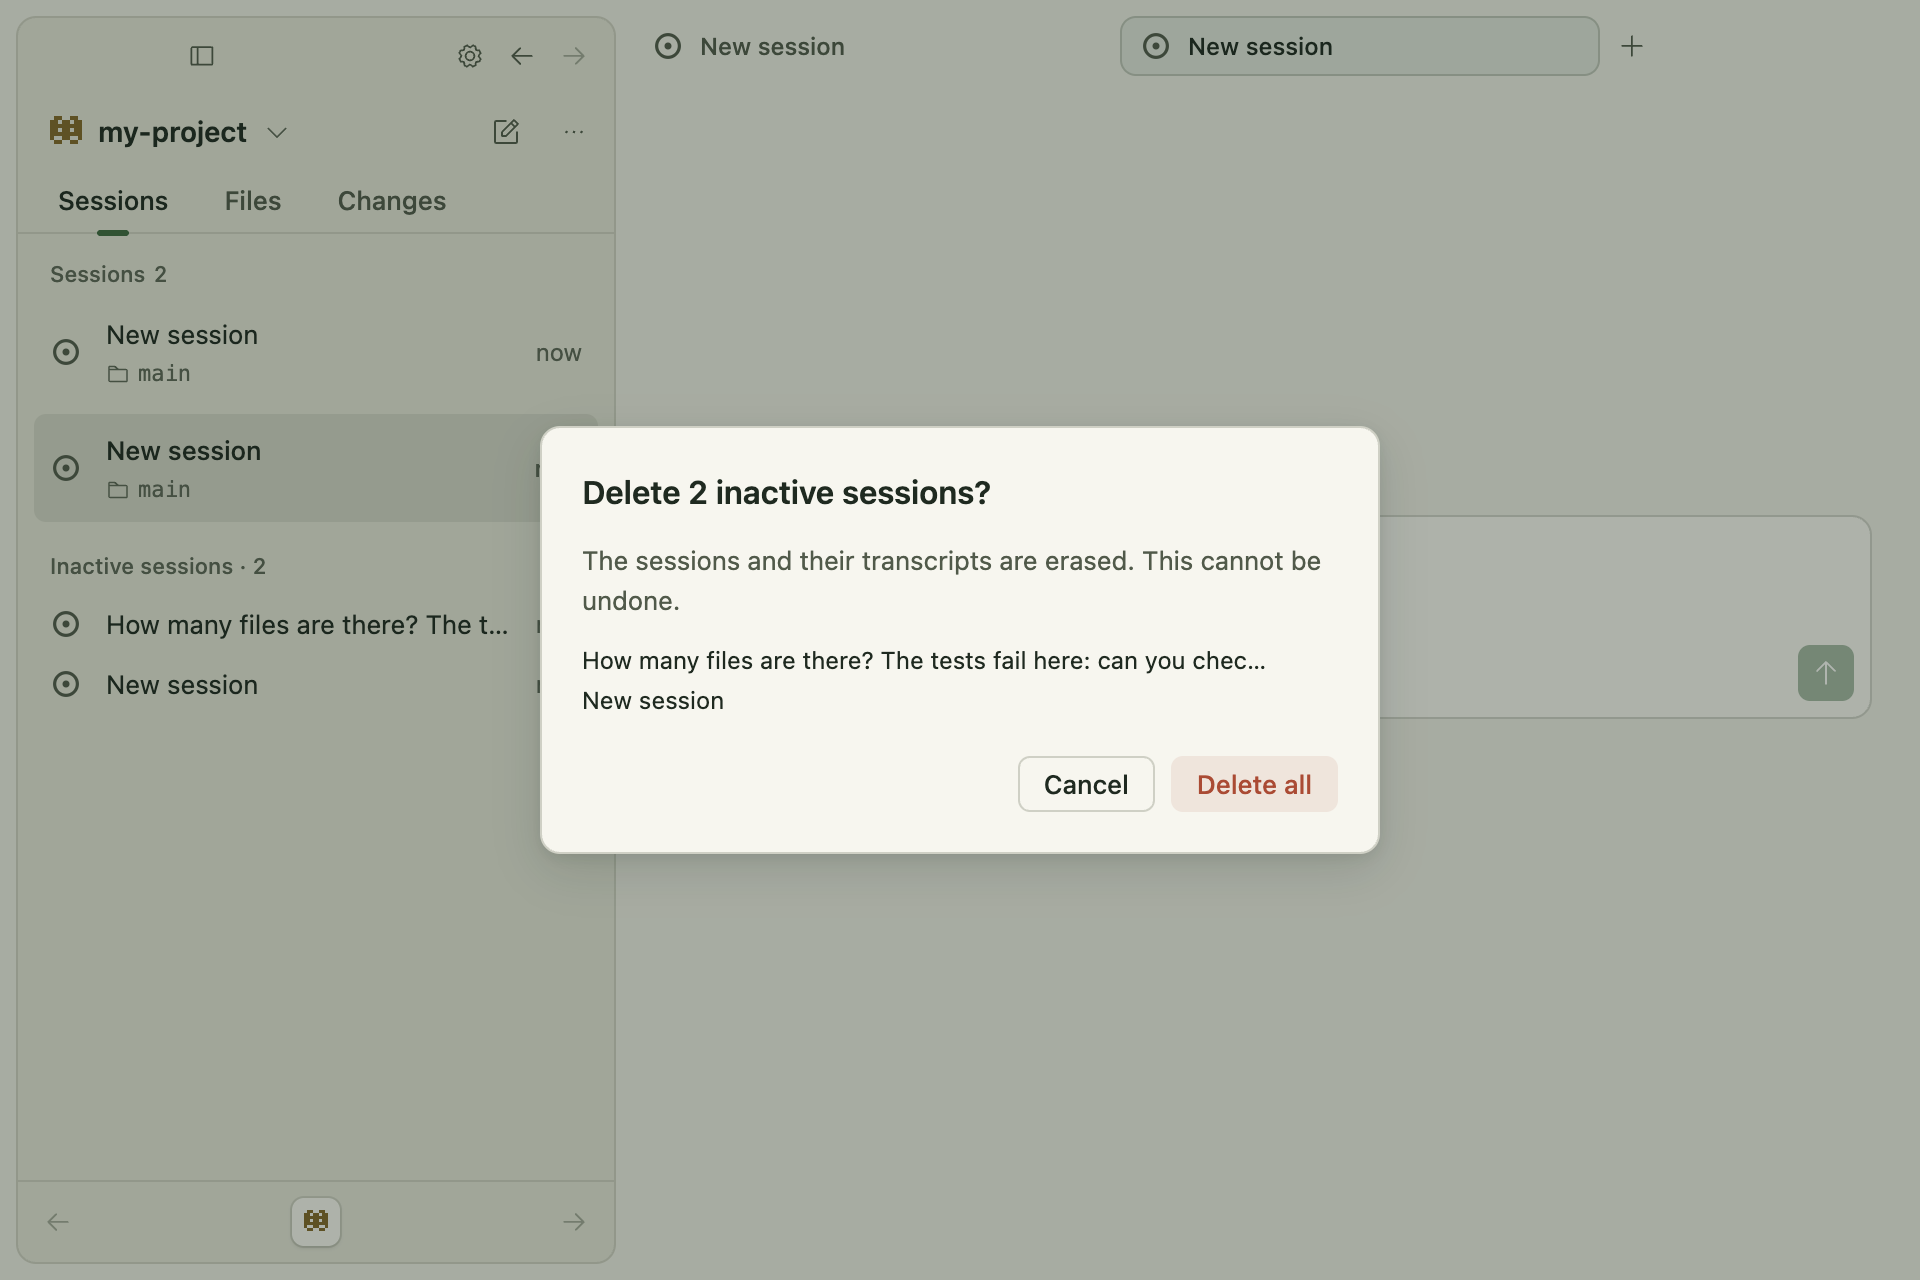 New session
New session
my-project
Sessions
Files
Changes
Sessions 2
New session
now
main
New session
main
Inactive sessions · 2
How many files are there? The t...
New session
Delete 2 inactive sessions?
The sessions and their transcripts are erased. This cannot be
undone.
How many files are there? The tests fail here: can you chec...
New session
Cancel
Delete all